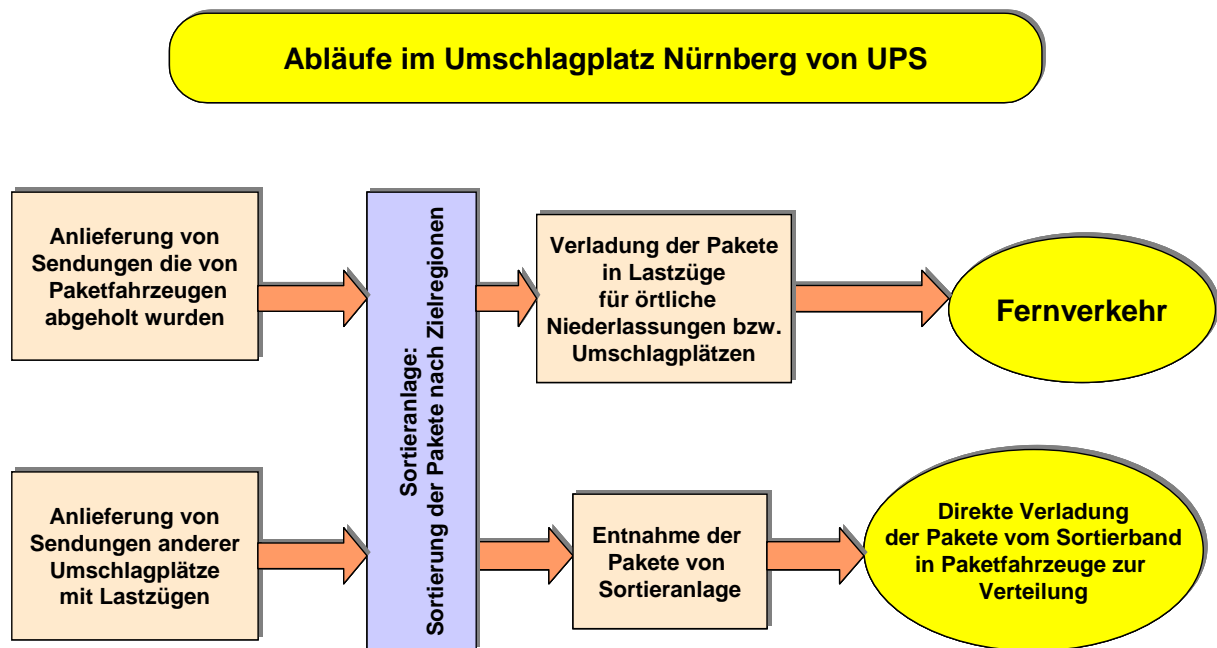 Abläufe im Umschlagplatz Nürnberg von UPS
Anlieferung von
Sendungen die von
Paketfahrzeugen
abgeholt wurden
Sortieranlage:
Sortierung der Pakete nach Zielregionen
Verladung der Pakete
in Lastzüge
für örtliche
Niederlassungen bzw.
Umschlagplätzen
Fernverkehr
Anlieferung von
Sendungen anderer
Umschlagplätze
mit Lastzügen
Entnahme der
Pakete von
Sortieranlage
Direkte Verladung
der Pakete vom Sortierband
in Paketfahrzeuge zur
Verteilung